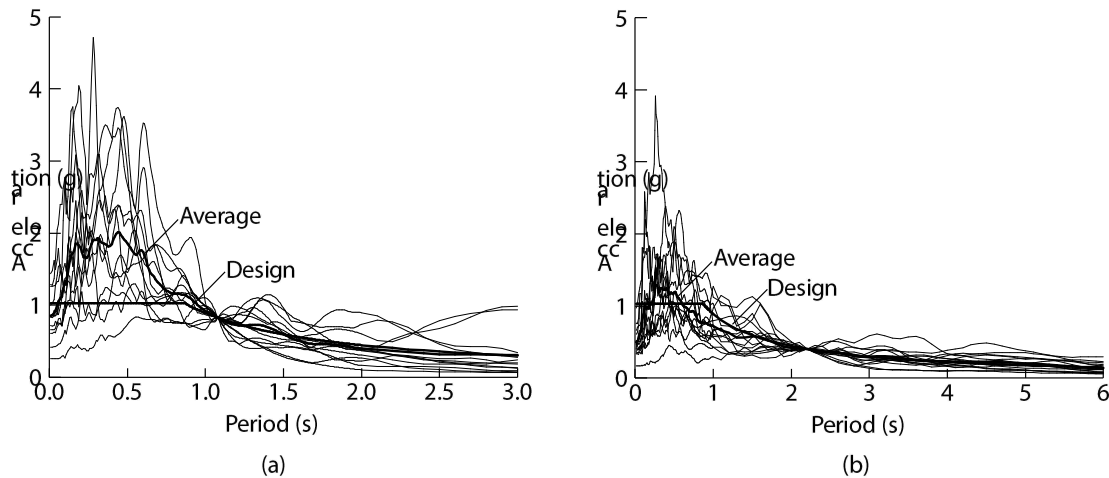 5
4
3
2
1
0
tion (g)
a
r
ele
cc
A
Average
Design
0.0 0.5 1.0 1.5 2.0 2.5 3.0
Period (s)
(a)
5
4
3
2
1
0
tion (g)
a
r
ele
cc
A
Average
Design
0 1 2 3 4 5 6
Period (s)
(b)